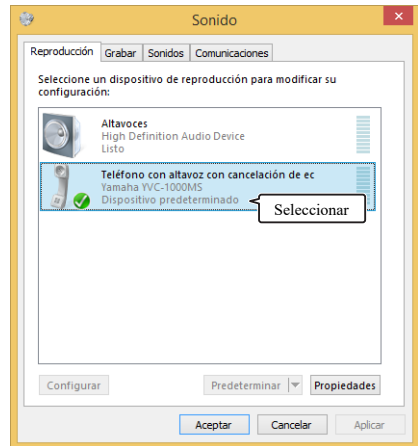 Sonido
Reproducción Grabar Sonidos Comunicaciones
Seleccione un dispositivo de reproducción para modificar su
configuración:
Altavoces
High Definition Audio Device
Listo
Teléfono con altavoz con cancelación de ec
Yamaha YVC-1000MS
Dispositivo predeterminado
Seleccionar
Configurar Predeterminar Propiedades
Aceptar Cancelar Aplicar